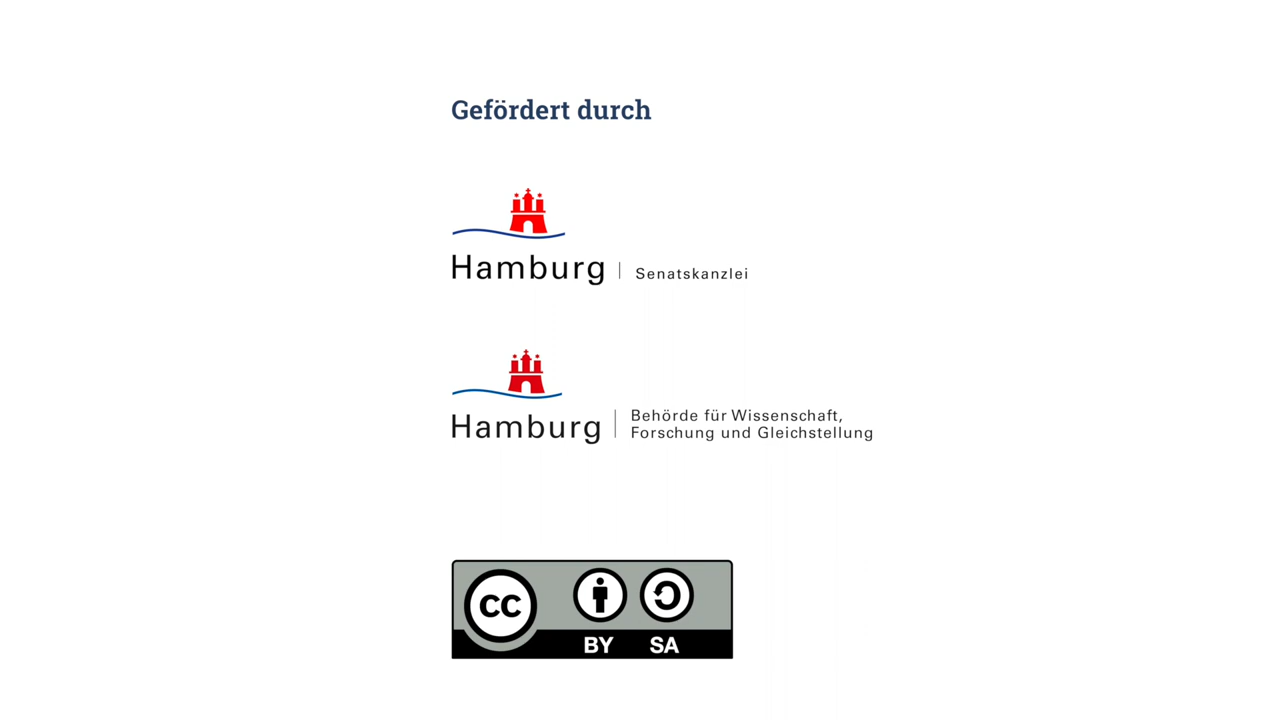 Gefördert durch
Hamburg | Senatskanzlei
Hamburg | Behörde für Wissenschaft,
Forschung und Gleichstellung
cc
BY SA